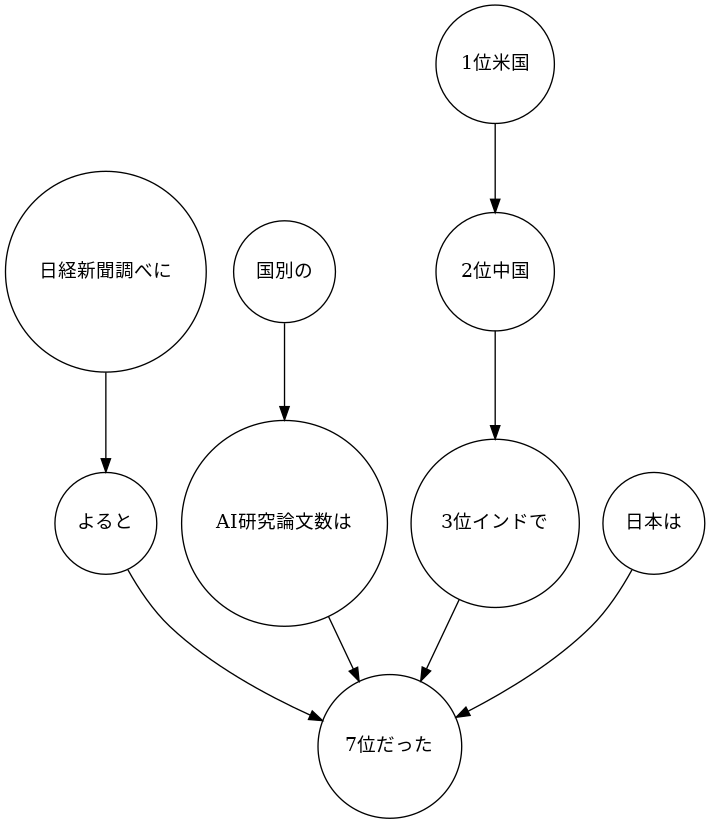 1位米国
日経新聞調べに
国別の
2位中国
よると
AI研究論文数は
3位インドで
日本は
7位だった